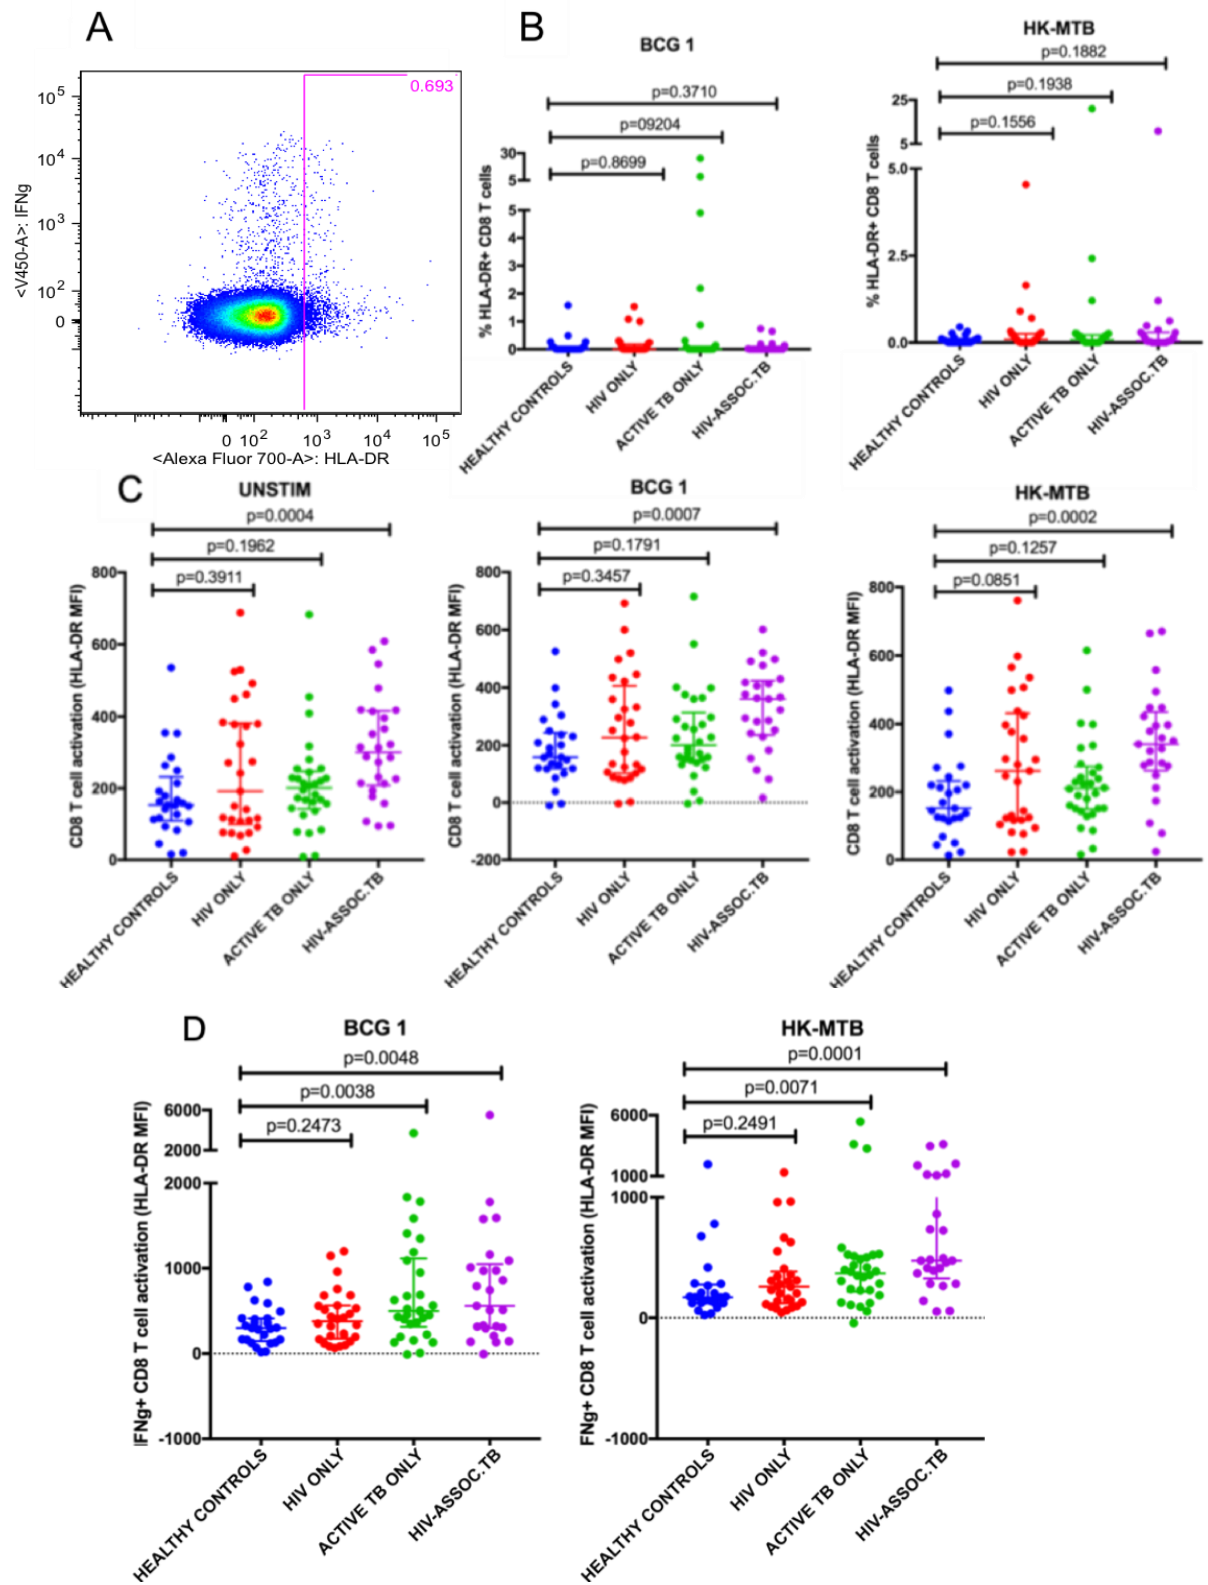 A
0.693
10^5
10^4
10^3
10^2
0
<V450-A>: IFNg
0 10^2 10^3 10^4 10^5
<Alexa Fluor 700-A>: HLA-DR
B
BCG 1
p=0.3710
p=09204
p=0.8699
30
5
5
4
3
2
1
0
% HLA-DR+ CD8 T cells
HEALTHY CONTROLS
HIV ONLY
ACTIVE TB ONLY
HIV-ASSOC.TB
HK-MTB
p=0.1882
p=0.1938
p=0.1556
25
5
5.0
2.5
0.0
% HLA-DR+ CD8 T cells
HEALTHY CONTROLS
HIV ONLY
ACTIVE TB ONLY
HIV-ASSOC.TB
C
UNSTIM
p=0.0004
p=0.1962
p=0.3911
800
600
400
200
0
CD8 T cell activation (HLA-DR MFI)
HEALTHY CONTROLS
HIV ONLY
ACTIVE TB ONLY
HIV-ASSOC.TB
BCG 1
p=0.0007
p=0.1791
p=0.3457
800
600
400
200
0
-200
CD8 T cell activation (HLA-DR MFI)
HEALTHY CONTROLS
HIV ONLY
ACTIVE TB ONLY
HIV-ASSOC.TB
HK-MTB
p=0.0002
p=0.1257
p=0.0851
800
600
400
200
0
CD8 T cell activation (HLA-DR MFI)
HEALTHY CONTROLS
HIV ONLY
ACTIVE TB ONLY
HIV-ASSOC.TB
D
BCG 1
p=0.0048
p=0.0038
p=0.2473
6000
2000
2000
1000
0
-1000
IFNg+ CD8 T cell activation (HLA-DR MFI)
HEALTHY CONTROLS
HIV ONLY
ACTIVE TB ONLY
HIV-ASSOC.TB
HK-MTB
p=0.0001
p=0.0071
p=0.2491
6000
1000
1000
0
-1000
FNg+ CD8 T cell activation (HLA-DR MFI)
HEALTHY CONTROLS
HIV ONLY
ACTIVE TB ONLY
HIV-ASSOC.TB